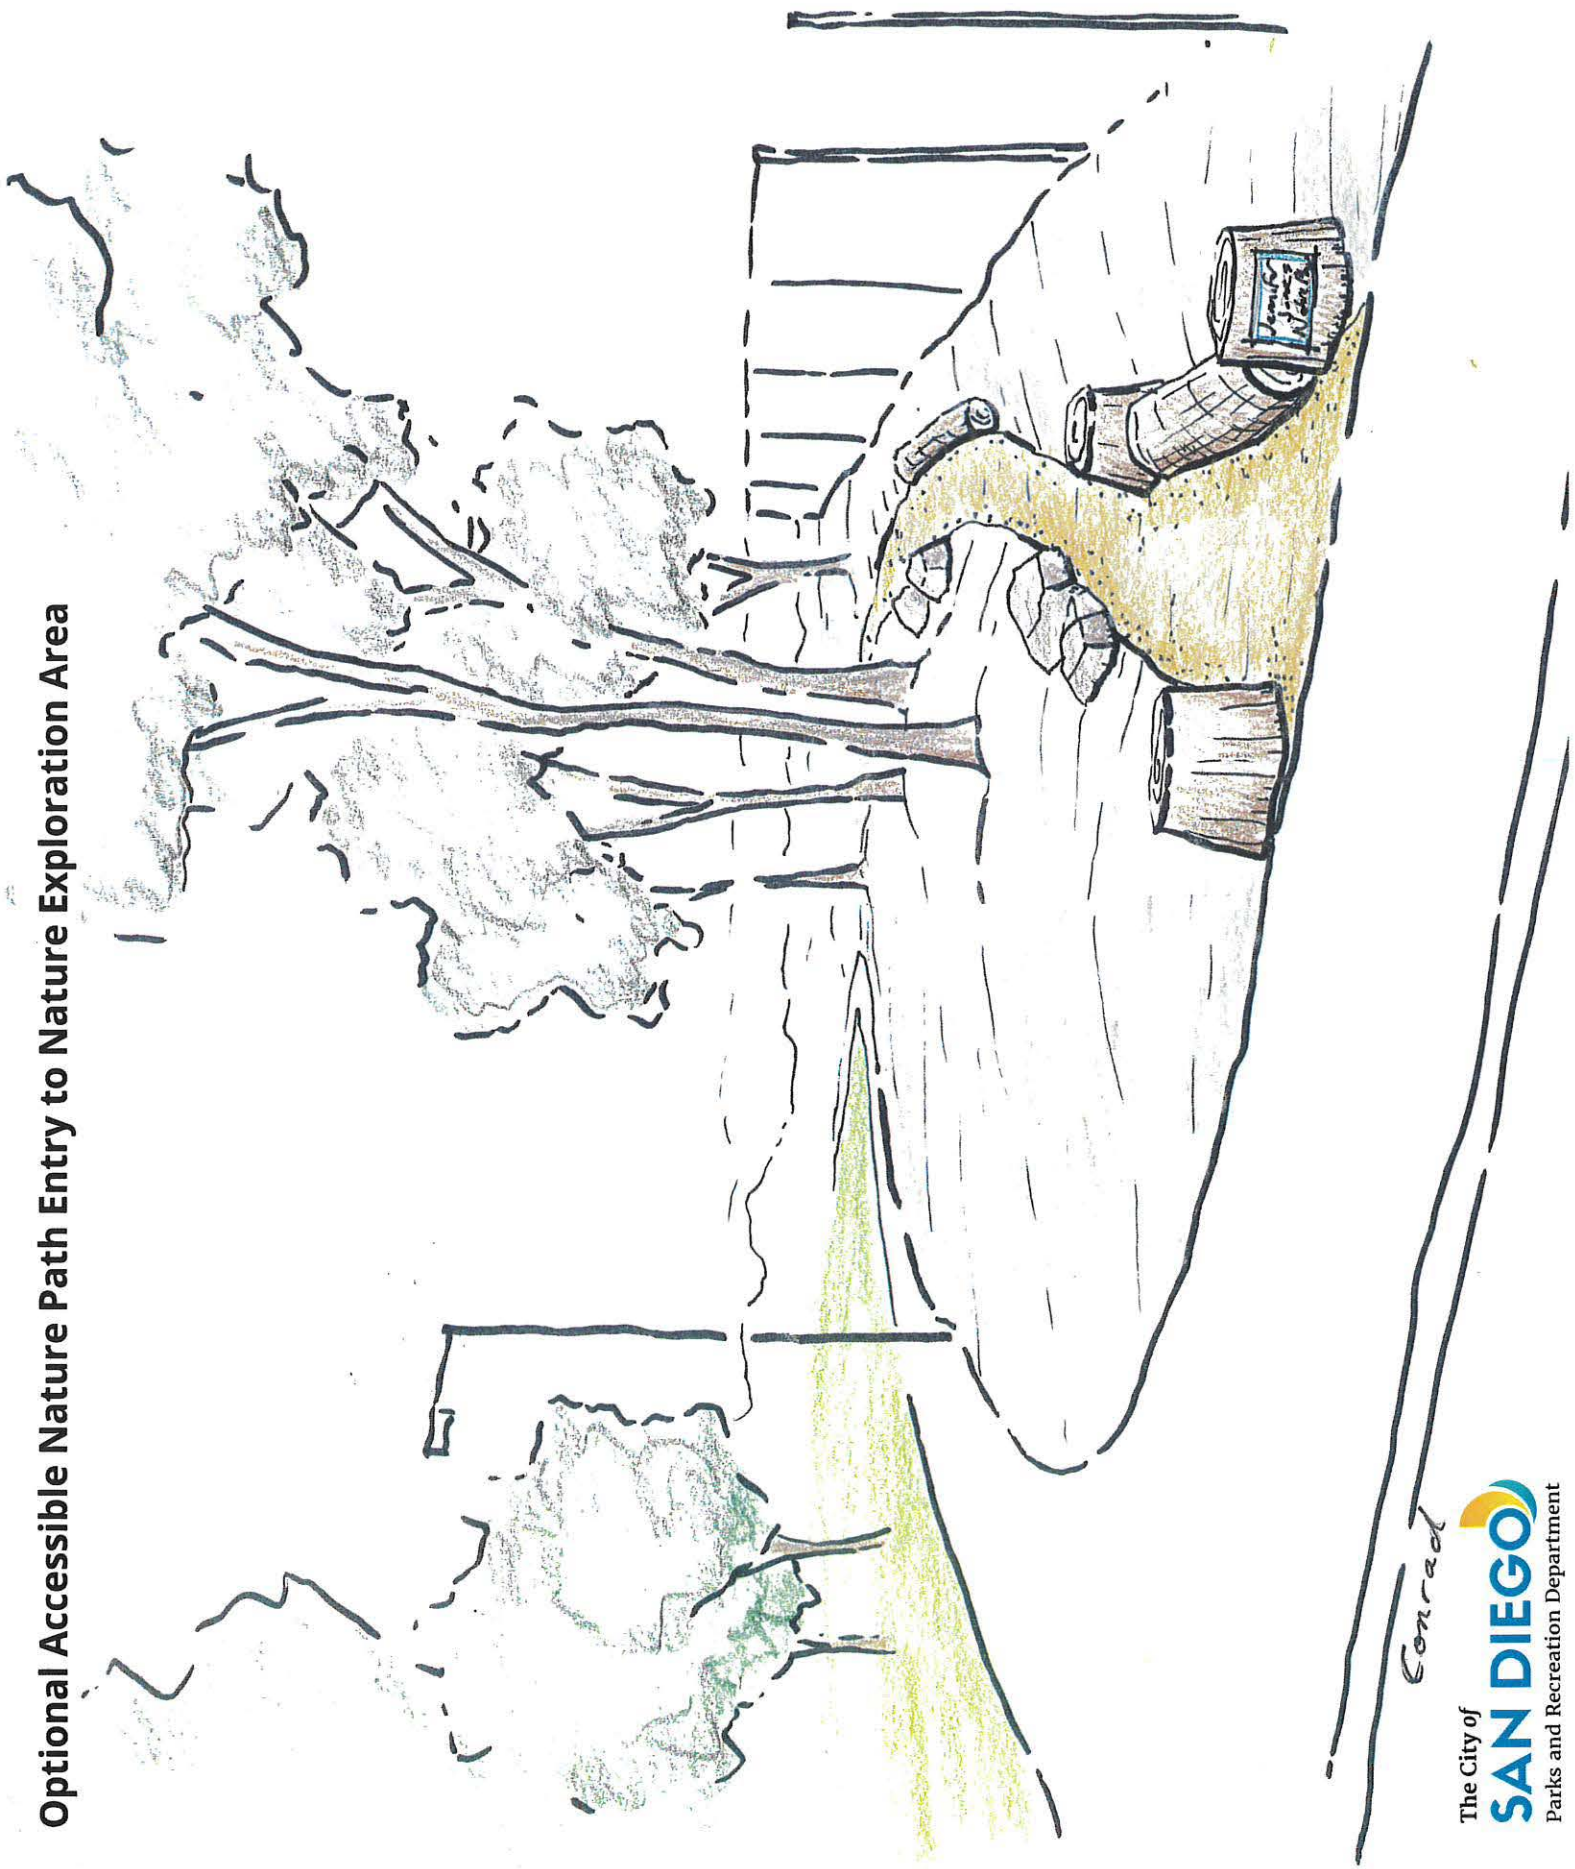 Optional Accessible Nature Path Entry to Nature Exploration Area
Conrad
The City of
SAN DIEGO
Parks and Recreation Department